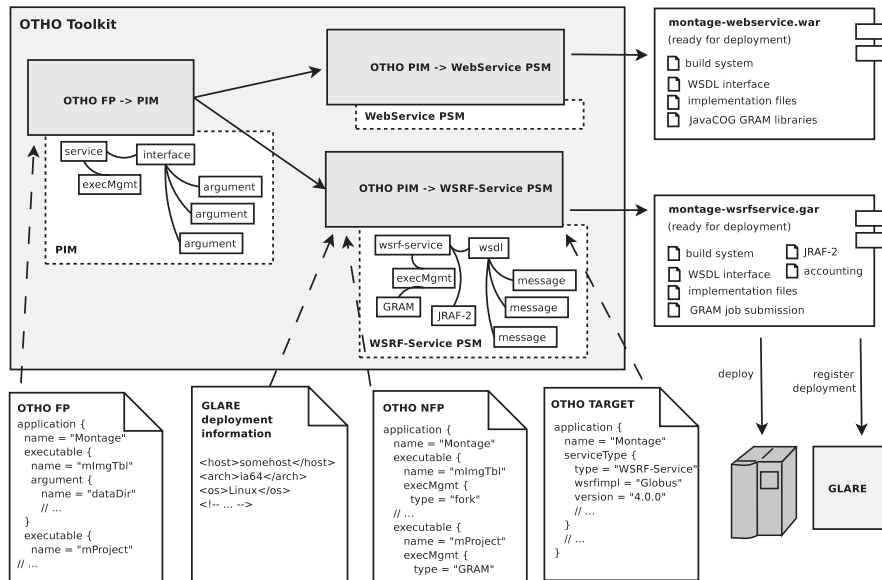 OTHO Toolkit
OTHO FP -> PIM
service
interface
execMgmt
argument
argument
argument
PIM
OTHO PIM -> WebService PSM
WebService PSM
OTHO PIM -> WSRF-Service PSM
wsrf-service
wsdl
execMgmt
message
GRAM
JRAF-2
message
message
WSRF-Service PSM
montage-webservice.war
(ready for deployment)
build system
WSDL interface
implementation files
JavaCOG GRAM libraries
montage-wsrfservice.gar
(ready for deployment)
build system
JRAF-2
WSDL interface
accounting
implementation files
GRAM job submission
deploy
register
deployment
GLARE
OTHO FP
application {
name = "Montage"
executable {
name = "mImgTbl"
argument {
name = "dataDir"
// ...
}
executable {
name = "mProject"
// ...
GLARE
deployment
information
<host>somehost</host>
<arch>ia64</arch>
<os>Linux</os>
<!-- ... -->
OTHO NFP
application {
name = "Montage"
executable {
name = "mImgTbl"
execMgmt {
type = "fork"
// ...
executable {
name = "mProject"
execMgmt {
type = "GRAM"
OTHO TARGET
application {
name = "Montage"
serviceType {
type = "WSRF-Service"
wsrfimpl = "Globus"
version = "4.0.0"
// ...
}
// ...
}